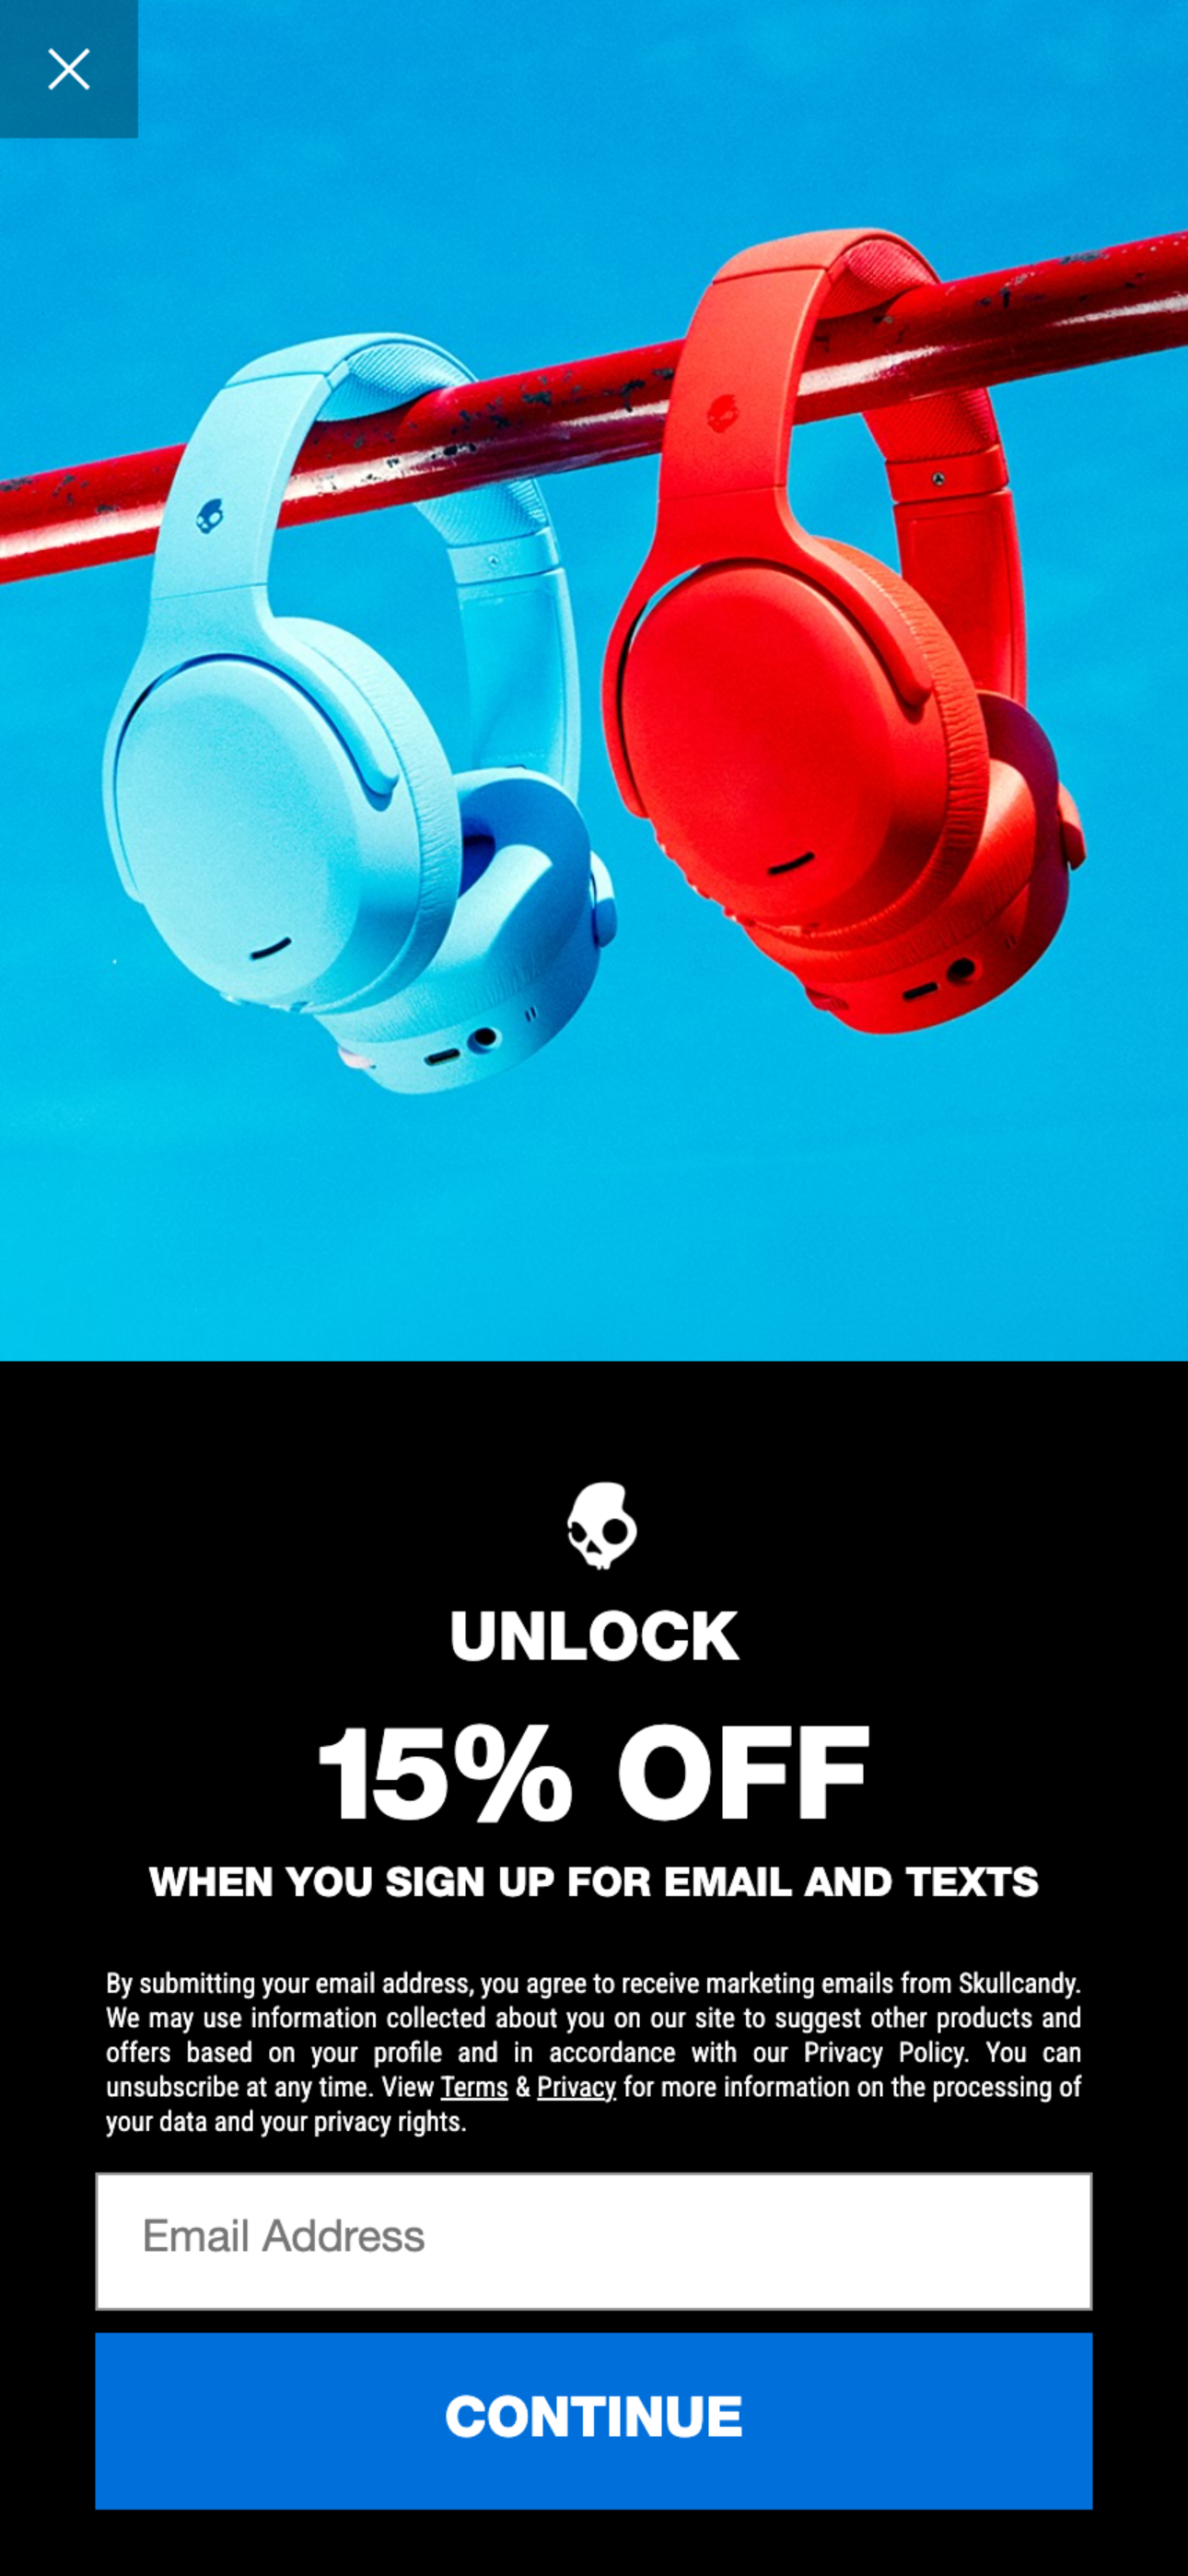 UNLOCK
15% OFF
WHEN YOU SIGN UP FOR EMAIL AND TEXTS
By submitting your email address, you agree to receive marketing emails from Skullcandy.
We may use information collected about you on our site to suggest other products and
offers based on your profile and in accordance with our Privacy Policy. You can
unsubscribe at any time. View Terms & Privacy for more information on the processing of
your data and your privacy rights.
Email Address
CONTINUE